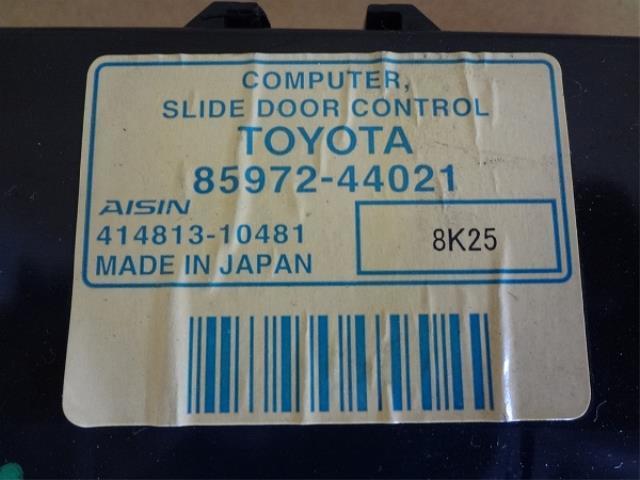 COMPUTER,
SLIDE DOOR CONTROL
TOYOTA
85972-44021
AISIN
414813-10481
8K25
MADE IN JAPAN